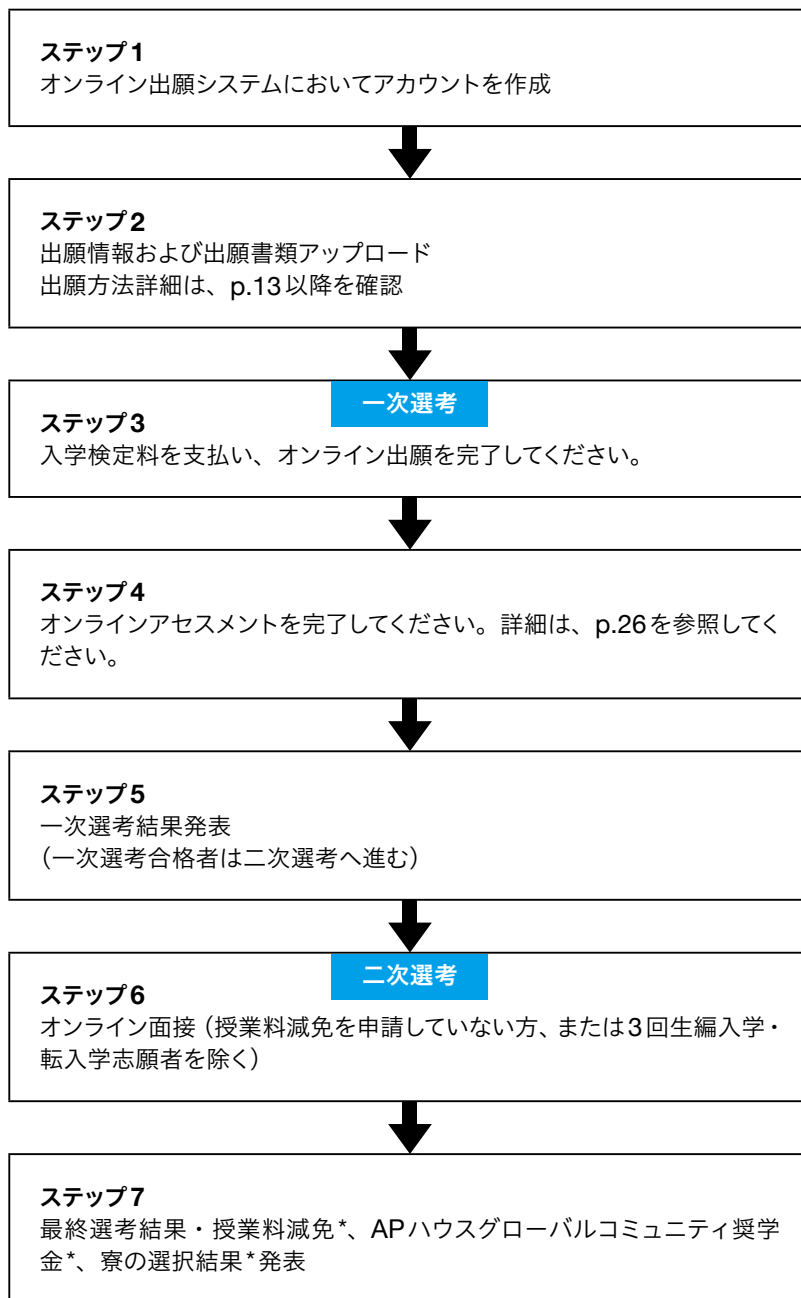 ステップ1
オンライン出願システムにおいてアカウントを作成
ステップ2
出願情報および出願書類アップロード
出願方法詳細は、p.13以降を確認
一次選考
ステップ3
入学検定料を支払い、オンライン出願を完了してください。
ステップ4
オンラインアセスメントを完了してください。詳細は、p.26を参照してく
ださい。
ステップ5
一次選考結果発表
（一次選考合格者は二次選考へ進む）
二次選考
ステップ6
オンライン面接（授業料減免を申請していない方、または3回生編入学・
転入学志願者を除く）
ステップ7
最終選考結果・授業料減免*、APハウスグローバルコミュニティ奨学
金*、寮の選択結果*発表